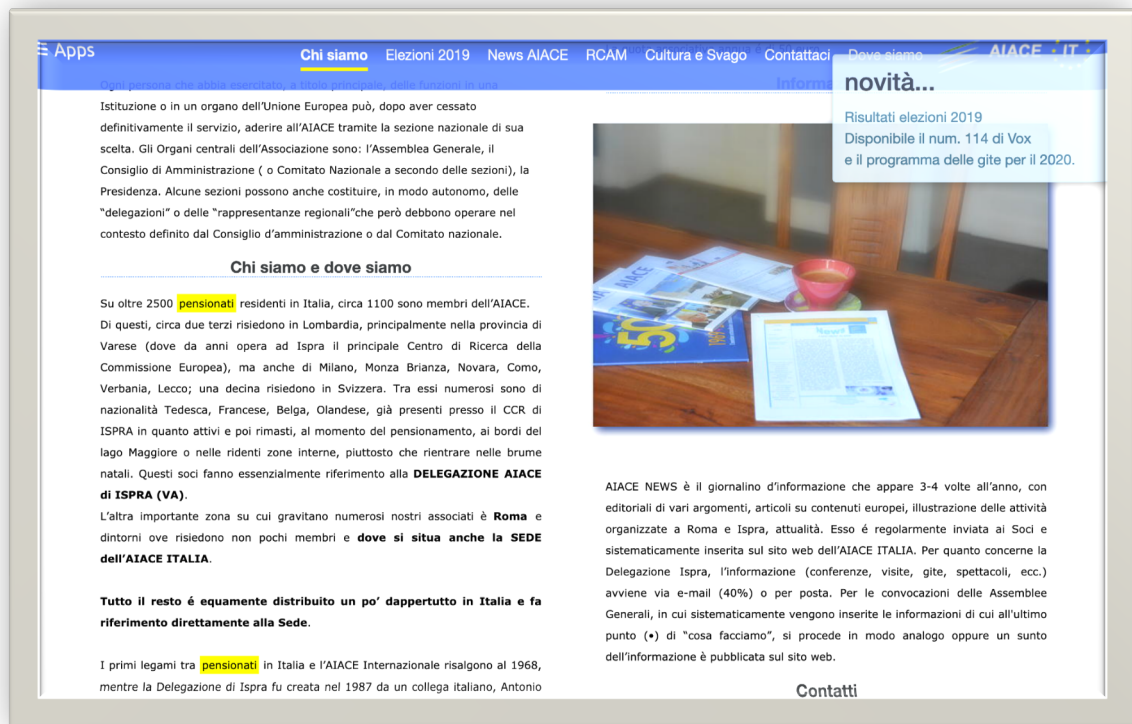 Apps
Chi siamo Elezioni 2019 News AIACE RCAM Cultura e Svago Contattaci Dove siamo AIACE IT
novità...
Risultati elezioni 2019
Disponibile il num. 114 di Vox
e il programma delle gite per il 2020.
Ogni persona che abbia esercitato, a titolo principale, delle funzioni in una
Istituzione o in un organo dell'Unione Europea può, dopo aver cessato
definitivamente il servizio, aderire all'AIACE tramite la sezione nazionale di sua
scelta. Gli Organi centrali dell'Associazione sono: l'Assemblea Generale, il
Consiglio di Amministrazione ( o Comitato Nazionale a secondo delle sezioni), la
Presidenza. Alcune sezioni possono anche costituire, in modo autonomo, delle
"delegazioni" o delle "rappresentanze regionali"che però debbono operare nel
contesto definito dal Consiglio d'amministrazione o dal Comitato nazionale.
Chi siamo e dove siamo
Su oltre 2500 pensionati residenti in Italia, circa 1100 sono membri dell'AIACE.
Di questi, circa due terzi risiedono in Lombardia, principalmente nella provincia di
Varese (dove da anni opera ad Ispra il principale Centro di Ricerca della
Commissione Europea), ma anche di Milano, Monza Brianza, Novara, Como,
Verbania, Lecco; una decina risiedono in Svizzera. Tra essi numerosi sono di
nazionalità Tedesca, Francese, Belga, Olandese, già presenti presso il CCR di
ISPRA in quanto attivi e poi rimasti, al momento del pensionamento, ai bordi del
lago Maggiore o nelle ridenti zone interne, piuttosto che rientrare nelle brume
natali. Questi soci fanno essenzialmente riferimento alla DELEGAZIONE AIACE
di ISPRA (VA).
L'altra importante zona su cui gravitano numerosi nostri associati è Roma e
dintorni ove risiedono non pochi membri e dove si situa anche la SEDE
dell'AIACE ITALIA.
Tutto il resto é equamente distribuito un po' dappertutto in Italia e fa
riferimento direttamente alla Sede.
I primi legami tra pensionati in Italia e l'AIACE Internazionale risalgono al 1968,
mentre la Delegazione di Ispra fu creata nel 1987 da un collega italiano, Antonio
AIACE
50
AIACE NEWS è il giornalino d'informazione che appare 3-4 volte all'anno, con
editoriali di vari argomenti, articoli su contenuti europei, illustrazione delle attività
organizzate a Roma e Ispra, attualità. Esso é regolarmente inviata ai Soci e
sistematicamente inserita sul sito web dell'AIACE ITALIA. Per quanto concerne la
Delegazione Ispra, l'informazione (conferenze, visite, gite, spettacoli, ecc.)
avviene via e-mail (40%) o per posta. Per le convocazioni delle Assemblee
Generali, in cui sistematicamente vengono inserite le informazioni di cui all'ultimo
punto (•) di "cosa facciamo", si procede in modo analogo oppure un sunto
dell'informazione è pubblicata sul sito web.
Contatti